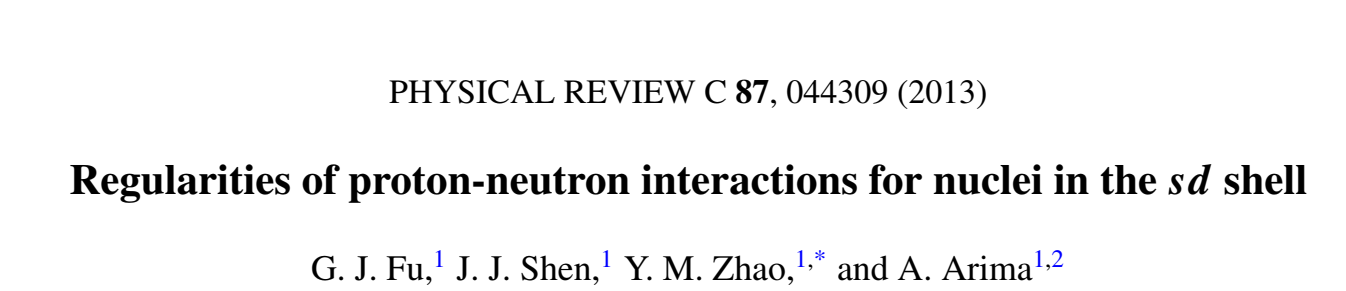 PHYSICAL REVIEW C 87, 044309 (2013)
Regularities of proton-neutron interactions for nuclei in the sd shell
G. J. Fu,1 J. J. Shen,1 Y. M. Zhao,1,* and A. Arima1,2